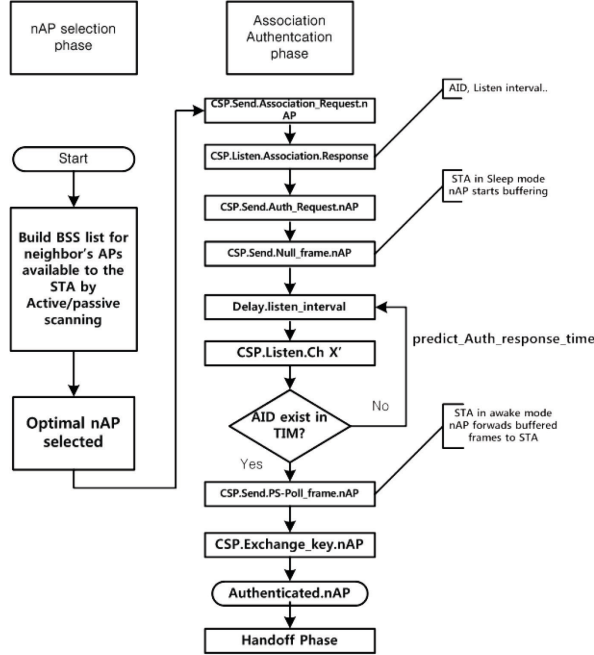 nAP selection
phase
Association
Authentcation
phase
Start
Build BSS list for
neighbor's APs
available to the
STA by
Active/passive
scanning
Optimal nAP
selected
CSP.Send.Association_Request.n
AP
AID, Listen interval..
CSP.Listen.Association.Response
CSP.Send.Auth_Request.nAP
STA in Sleep mode
nAP starts buffering
CSP.Send.Null_frame.nAP
Delay.listen_interval
predict_Auth_response_time
CSP.Listen.Ch X'
AID exist in
TIM?
No
Yes
STA in awake mode
nAP forwads buffered
frames to STA
CSP.Send.PS-Poll_frame.nAP
CSP.Exchange_key.nAP
Authenticated.nAP
Handoff Phase